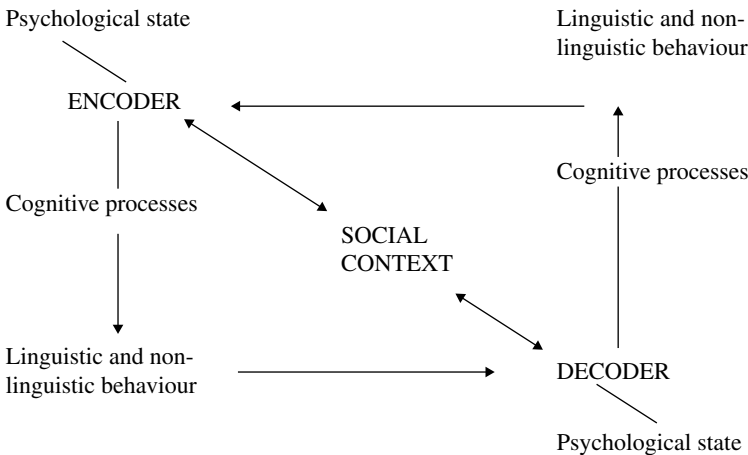 Psychological state
Linguistic and non-
linguistic behaviour
ENCODER
Cognitive processes
Cognitive processes
SOCIAL
CONTEXT
Linguistic and non-
linguistic behaviour
DECODER
Psychological state